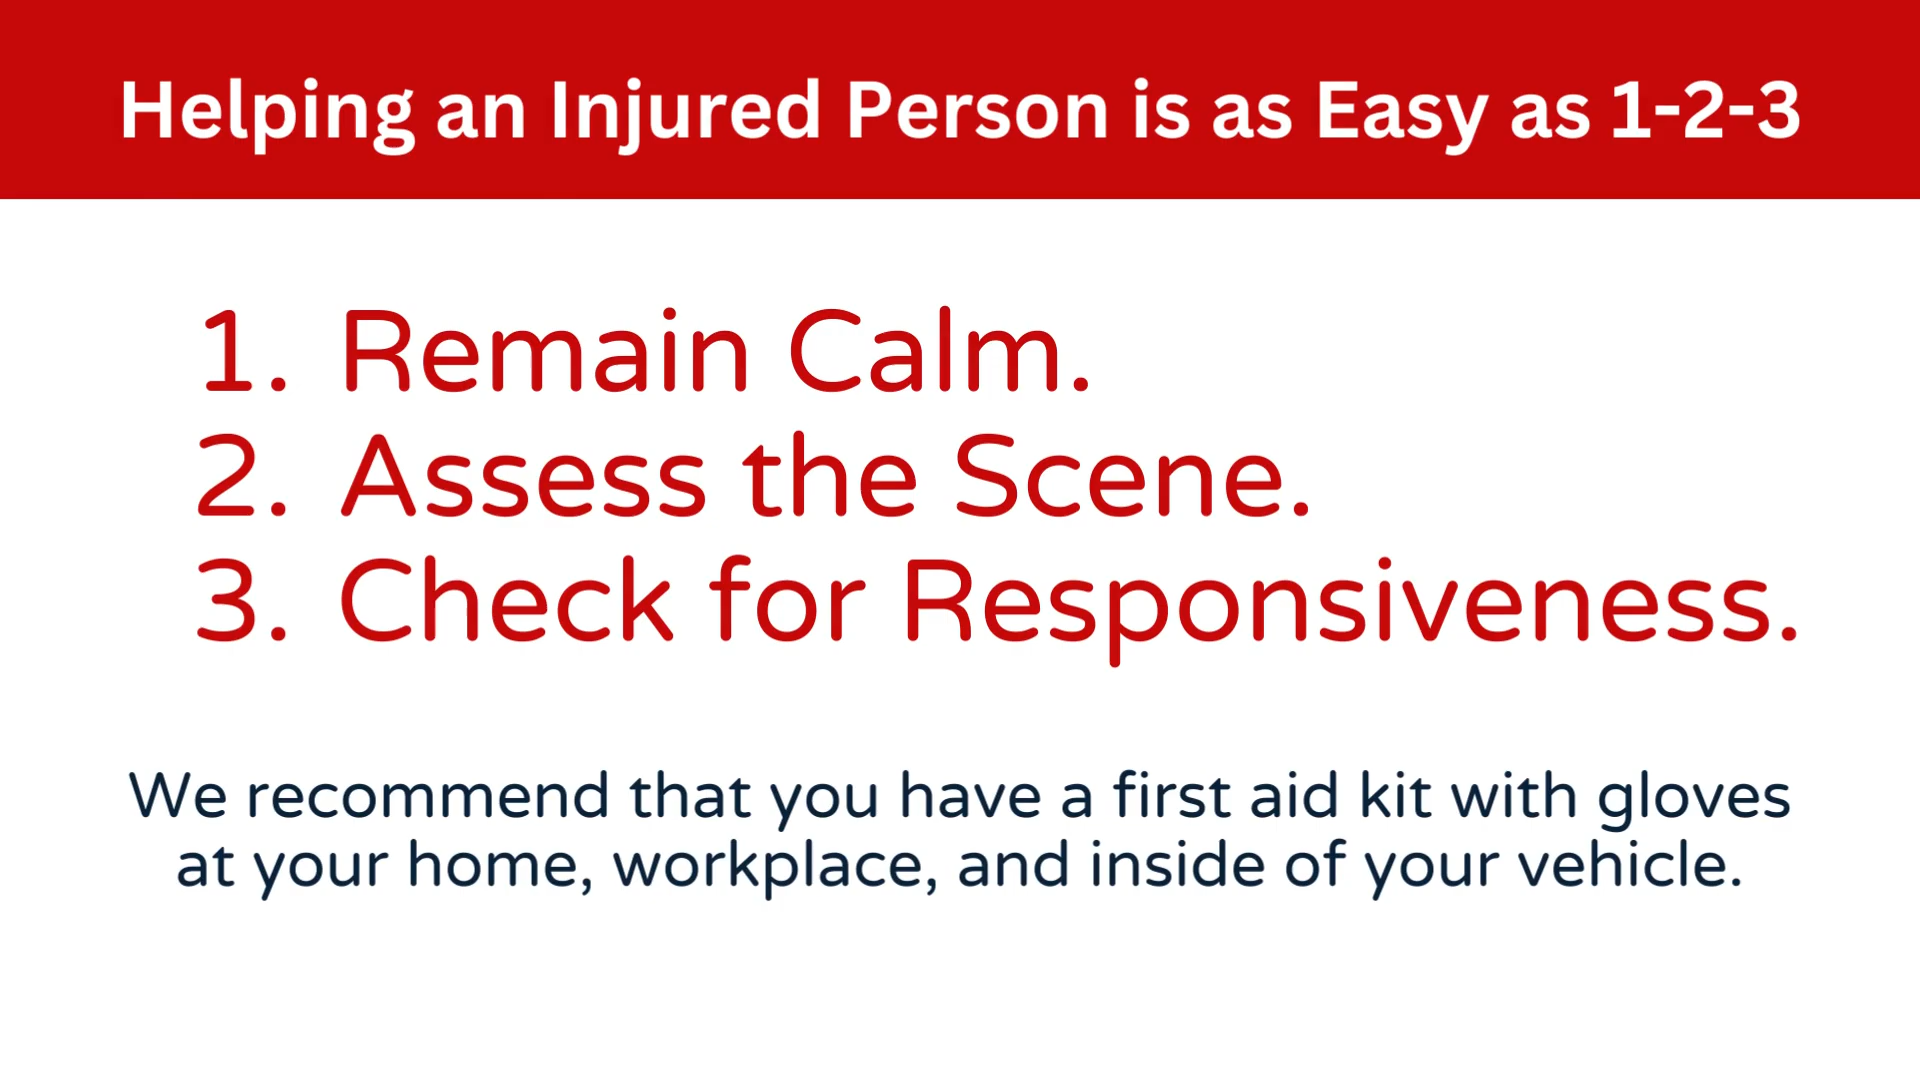 Helping an Injured Person is as Easy as 1-2-3
1. Remain Calm.
2. Assess the Scene.
3. Check for Responsiveness.
We recommend that you have a first aid kit with gloves
at your home, workplace, and inside of your vehicle.